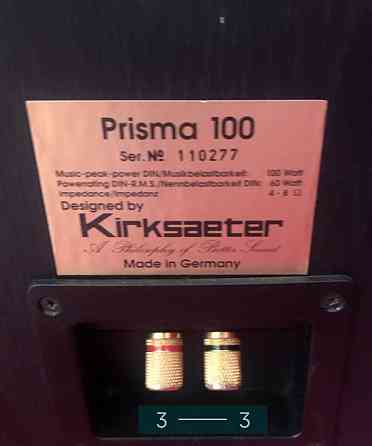 Prisma 100
Ser. Nº 110277
Music-peak-power DIN/Musikbelastbarkeit: 100 Watt
Powerrating DIN-R.M.S./Nennbelastbarkeit DIN: 60 Watt
Impedance/Impedanz 4-8 Ω
Designed by
Kirksaeter
A Philosophy of Better Sound
Made in Germany
3 — 3